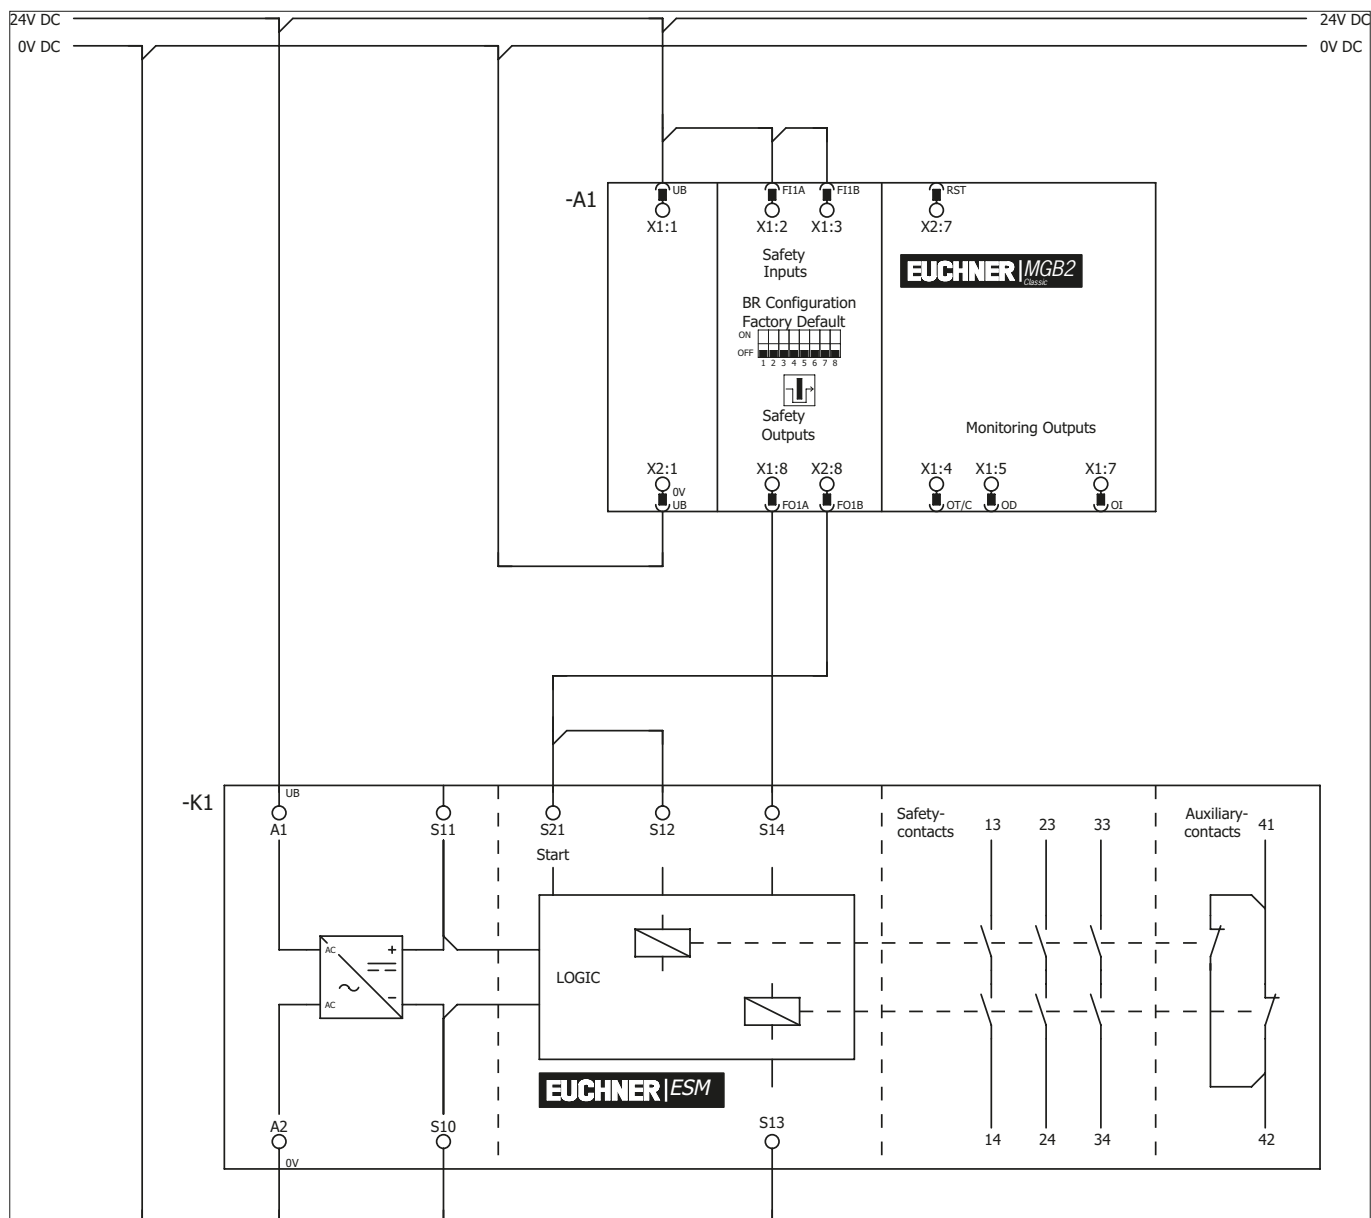 24V DC 24V DC
0V DC 0V DC
-A1
UB FI1A FI1B RST
X1:1 X1:2 X1:3 X2:7
Safety
Inputs
EUCHNER MGB2
Classic
BR Configuration
Factory Default
ON
OFF
1 2 3 4 5 6 7 8
Safety
Outputs
Monitoring Outputs
X2:1 X1:8 X2:8 X1:4 X1:5 X1:7
0V
UB FO1A FO1B OT/C OD OI
-K1
UB
A1 S11 S21 S12 S14
Safety-
contacts
13 23 33
Auxiliary-
contacts
41
Start
AC +
LOGIC
AC -
EUCHNER ESM
A2 S10 S13
0V
14 24 34 42